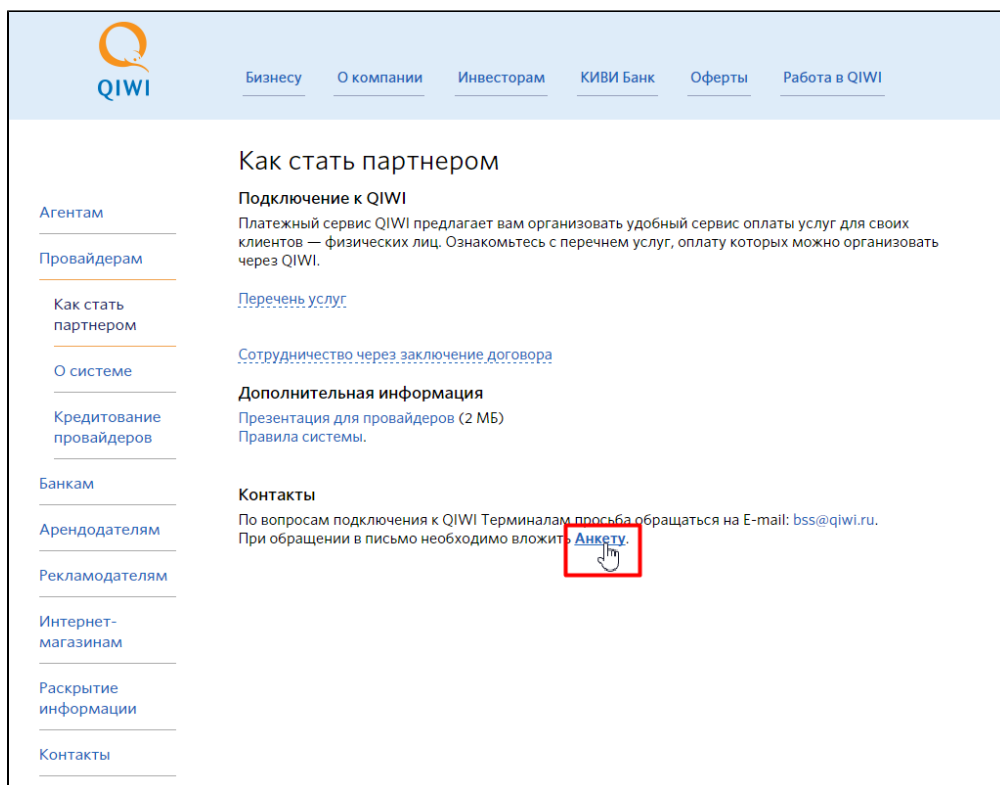 QIWI
Бизнесу О компании Инвесторам КИВИ Банк Оферты Работа в QIWI
Агентам
Провайдерам
Как стать
партнером
О системе
Кредитование
провайдеров
Банкам
Арендодателям
Рекламодателям
Интернет-
магазинам
Раскрытие
информации
Контакты
Как стать партнером
Подключение к QIWI
Платежный сервис QIWI предлагает вам организовать удобный сервис оплаты услуг для своих
клиентов — физических лиц. Ознакомьтесь с перечнем услуг, оплату которых можно организовать
через QIWI.
Перечень услуг
Сотрудничество через заключение договора
Дополнительная информация
Презентация для провайдеров (2 МБ)
Правила системы.
Контакты
По вопросам подключения к QIWI Терминалам просьба обращаться на E-mail: bss@qiwi.ru.
При обращении в письмо необходимо вложить Анкету.